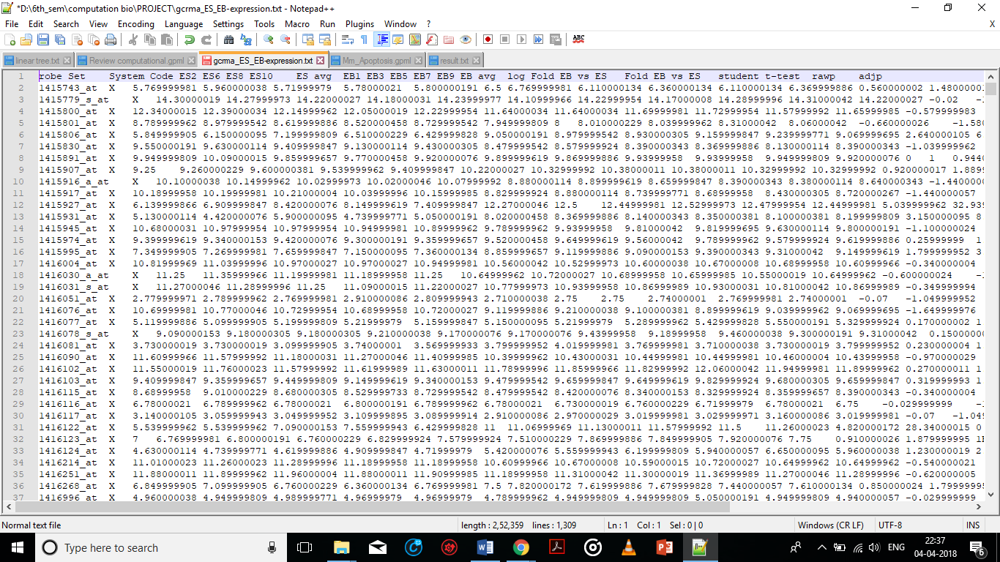 *D:\6th_sem\computation bio\PROJECT\gcrma_ES_EB-expression.txt - Notepad++
File Edit Search View Encoding Language Settings Tools Macro Run Plugins Window ? X
linear tree.txt Review computational.gpml gcrma_ES_EB-expression.txt Mm_Apoptosis.gpml result.txt
1 robe Set System Code ES2 ES6 ES8 ES10 ES avg EB1 EB3 EB5 EB7 EB9 EB avg log Fold EB vs ES Fold EB vs ES student t-test rawp adjp
2 1415743_at X 5.769999981 5.960000038 5.71999979 5.78000021 5.800000191 6.5 6.769999981 6.110000134 6.360000134 6.110000134 6.369999886 0.560000002 1.4800000
3 1415779_s_at X 14.30000019 14.27999973 14.22000027 14.18000031 14.23999977 14.10999966 14.22999954 14.17000008 14.28999996 14.31000042 14.22000027 -0.02
4 1415800_at X 12.34000015 12.39000034 12.14999962 12.05000019 12.22999954 11.64000034 11.64000034 11.69999981 11.72999954 11.57999992 11.65999985 -0.579999983
5 1415801_at X 8.789999962 8.979999542 8.619999886 8.520000458 8.729999542 7.949999809 8 8.010000229 8.039999962 8.31000042 8.06000042 -0.660000026 -1.580
6 1415806_at X 5.849999905 6.150000095 7.199999809 6.510000229 6.429999828 9.050000191 8.979999542 8.930000305 9.159999847 9.239999771 9.069999695 2.640000105 6
7 1415830_at X 9.550000191 9.630000114 9.409999847 9.130000114 9.430000305 8.479999542 8.579999924 8.390000343 8.369999886 8.130000114 8.390000343 -1.039999962
8 1415891_at X 9.949999809 10.09000015 9.859999657 9.770000458 9.920000076 9.899999619 9.869999886 9.93939958 9.93939958 9.949999809 9.920000076 0 1 0.944
9 1415907_at X 9.25 9.260000229 9.600000381 9.539999962 9.409999847 10.22000027 10.32999992 10.38000011 10.38000011 10.32999992 10.32999992 0.920000017 1.889
10 1415916_a_at X 10.10000038 10.14999962 10.02999973 10.02000046 10.07999992 8.880000114 8.899999619 8.659999847 8.390000343 8.380000114 8.640000343 -1.4400000
11 1415917_at X 10.18999958 10.19999981 10.21000004 10.03999996 10.15999985 8.829999924 8.880000114 8.739999771 8.68999958 8.430000305 8.720000267 -1.440000057
12 1415927_at X 6.139999866 6.909999847 8.420000076 8.149999619 7.409999847 12.27000046 12.5 12.44999981 12.52999973 12.47999954 12.44999981 5.039999962 32.939
13 1415931_at X 5.130000114 4.420000076 5.900000095 4.739999771 5.050000191 8.020000458 8.369999886 8.140000343 8.350000381 8.100000381 8.199999809 3.150000095 8
14 1415945_at X 10.68000031 10.97999954 10.97999954 10.94999981 10.89999962 9.789999962 9.93999958 9.81000042 9.819999695 9.630000114 9.800000191 -1.100000024
15 1415974_at X 9.399999619 9.340000153 9.420000076 9.300000191 9.359999657 9.520000458 9.649999619 9.56000042 9.789999962 9.579999924 9.619999886 0.25999999 1
16 1415995_at X 7.349999905 7.269999981 7.659999847 7.150000095 7.360000134 8.859999657 9.119999886 9.090000153 9.390000343 9.31000042 9.149999619 1.799999952 3
17 1416004_at X 10.81999969 11.03999996 10.97000027 10.97000027 10.94999981 10.56000042 10.52999973 10.60000038 10.67000008 10.68999958 10.60999966 -0.340000004
18 1416030_a_at X 11.25 11.35999966 11.19999981 11.18999958 11.25 10.64999962 10.72000027 10.68999958 10.65999985 10.55000019 10.64999962 -0.600000024
19 1416031_s_at X 11.27000046 11.28999996 11.25 11.09000015 11.22000027 10.77999973 10.93999958 10.86999989 10.93000031 10.81000042 10.86999989 -0.349999994
20 1416051_at X 2.779999971 2.789999962 2.769999981 2.910000086 2.809999943 2.710000038 2.75 2.75 2.74000001 2.769999981 2.74000001 -0.07 -1.049999952
21 1416076_at X 10.69999981 10.77000046 10.72999954 10.68999958 10.72000027 9.119999886 9.210000038 9.100000381 8.899999619 9.039999962 9.06999969 -1.649999976
22 1416077_at X 5.119999886 5.099999905 5.199999809 5.21999979 5.159999847 5.150000095 5.21999979 5.289999962 5.429999828 5.550000191 5.329999924 0.170000002 1
23 1416078_s_at X 9.090000153 9.180000305 9.180000305 9.210000038 9.170000076 9.170000076 9.43999958 9.18999958 9.460000038 9.300000191 9.31000042 0.1500000
24 1416081_at X 3.730000019 3.730000019 3.099999905 3.74000001 3.569999933 3.799999952 4.019999981 3.769999981 3.710000038 3.730000019 3.799999952 0.230000004 1
25 1416090_at X 11.60999966 11.57999992 11.18000031 11.27000046 11.40999985 10.39999962 10.43000031 10.44999981 10.44999981 10.46000004 10.43999958 -0.970000029
26 1416102_at X 11.55000019 11.76000023 11.57999992 11.61999989 11.63000011 11.78999996 11.85999966 11.82999992 12.06000042 11.94999981 11.89999962 0.270000011 1
27 1416103_at X 9.409999847 9.359999657 9.449999809 9.149999619 9.340000153 9.479999542 9.659999847 9.649999619 9.829999924 9.680000305 9.659999847 0.319999993 1
28 1416115_at X 8.68999958 9.010000229 8.680000305 8.529999733 8.729999542 8.479999542 8.420000076 8.340000153 8.329999924 8.359999657 8.390000343 -0.340000004
29 1416116_at X 6.78000021 6.789999962 6.78000021 6.800000191 6.789999962 6.78000021 6.730000019 6.760000229 6.71999979 6.78000021 6.75 -0.029999999
30 1416117_at X 3.140000105 3.059999943 3.049999952 3.109999895 3.089999914 2.910000086 2.970000029 3.019999981 3.029999971 3.160000086 3.019999981 -0.07 -1.049
31 1416122_at X 5.539999962 5.539999962 7.090000153 7.559999943 6.429999828 11 11.06999969 11.13000011 11.57999992 11.5 11.26000023 4.820000172 28.34000015 0
32 1416123_at X 7 6.769999981 6.800000191 6.760000229 6.829999924 7.579999924 7.510000229 7.869999886 7.849999905 7.920000076 7.75 0.910000026 1.879999995
33 1416124_at X 4.630000114 4.739999771 4.619999886 4.909999847 4.71999979 5.420000076 5.559999943 6.199999809 5.940000057 6.650000095 5.960000038 1.230000019 2
34 1416214_at X 11.01000023 11.26000023 11.28999996 11.18999958 11.18999958 10.60999966 10.67000008 10.59000015 10.72000027 10.64999962 10.64999962 -0.540000021
35 1416251_at X 11.88000011 11.89999962 11.96000004 11.88000011 11.90999985 11.18999958 11.31000042 11.30000019 11.36999989 11.27000046 11.28999996 -0.620000005
36 1416268_at X 6.849999905 7.099999905 6.760000229 6.360000134 6.769999981 7.5 7.820000172 7.619999886 7.679999828 7.440000057 7.610000134 0.850000024 1.7999999
37 1416996_at X 4.960000038 4.949999809 4.989999771 4.96999979 4.96999979 4.789999962 4.949999809 4.949999809 5.050000191 4.949999809 4.940000057 -0.029999999
Normal text file length : 2,52,359 lines : 1,309 Ln : 1 Col : 1 Sel : 0 | 0 Windows (CR LF) UTF-8 INS
Type here to search ENG 22:37
04-04-2018 6